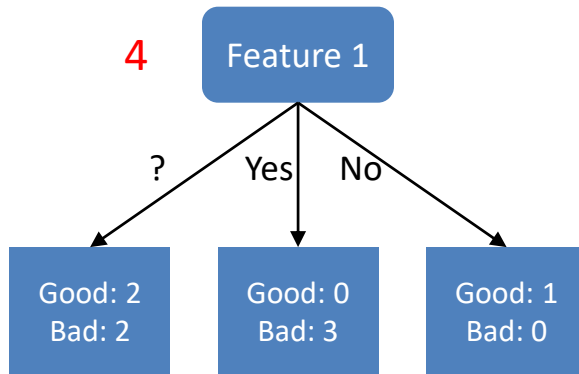 4
Feature 1
? Yes No
Good: 2
Bad: 2
Good: 0
Bad: 3
Good: 1
Bad: 0